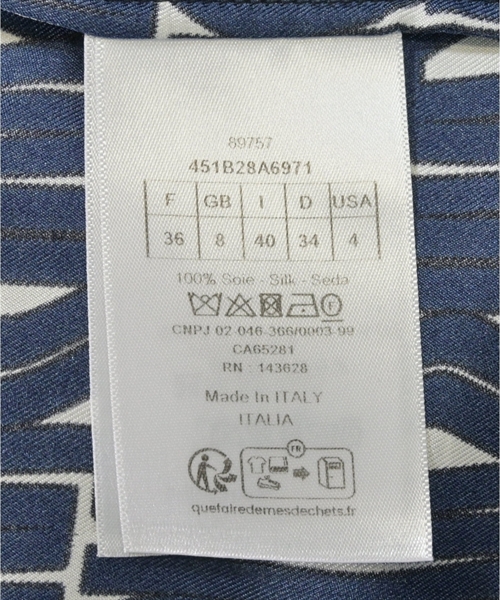 89757
451B28A6971
F GB I D USA
36 8 40 34 4
100% Soie - Silk - Seda
CNPJ 02-046-366/0003-99
CA65281
RN : 143628
Made In ITALY
ITALIA
FR
quefairedemesdechets.fr